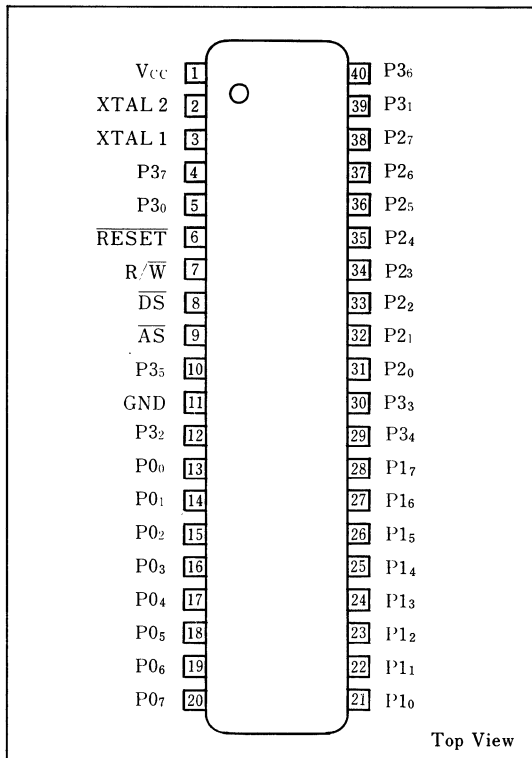 Vcc 1 40 P3₆
XTAL 2 2 39 P3₁
XTAL 1 3 38 P2₇
P3₇ 4 37 P2₆
P3₀ 5 36 P2₅
RESET 6 35 P2₄
R/W 7 34 P2₃
DS 8 33 P2₂
AS 9 32 P2₁
P3₅ 10 31 P2₀
GND 11 30 P3₃
P3₂ 12 29 P3₄
P0₀ 13 28 P1₇
P0₁ 14 27 P1₆
P0₂ 15 26 P1₅
P0₃ 16 25 P1₄
P0₄ 17 24 P1₃
P0₅ 18 23 P1₂
P0₆ 19 22 P1₁
P0₇ 20 21 P1₀
Top View